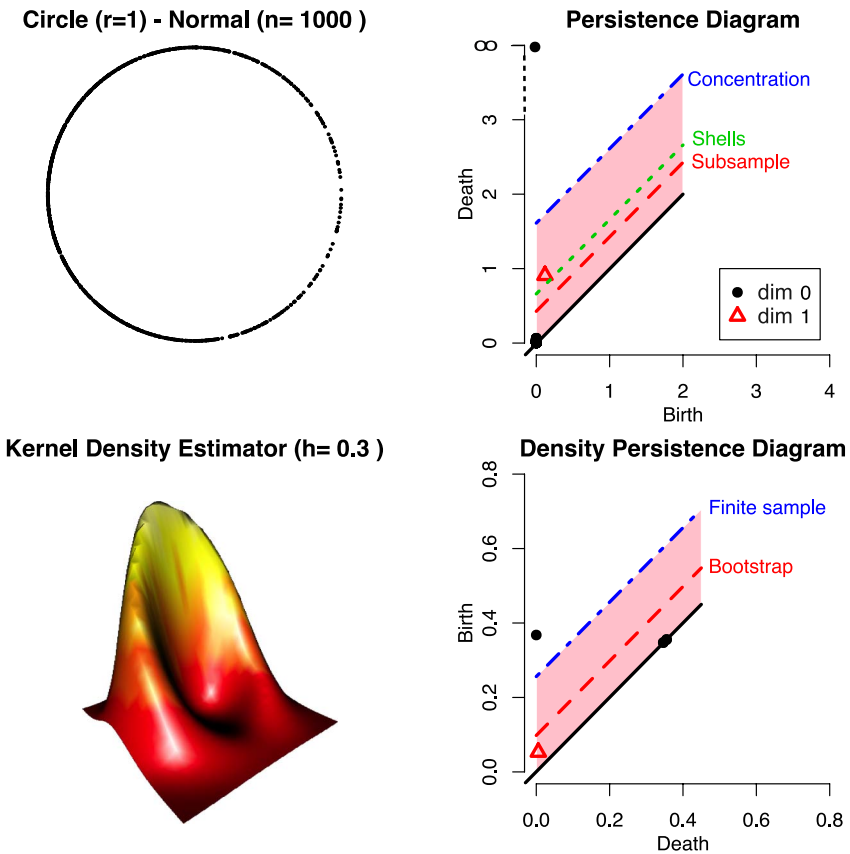 Circle (r=1) - Normal (n= 1000 )
Persistence Diagram
Death
∞
3
2
1
0
Concentration
Shells
Subsample
dim 0
dim 1
0 1 2 3 4
Birth
Kernel Density Estimator (h= 0.3 )
Density Persistence Diagram
Birth
0.8
0.6
0.4
0.2
0.0
Finite sample
Bootstrap
0.0 0.2 0.4 0.6 0.8
Death